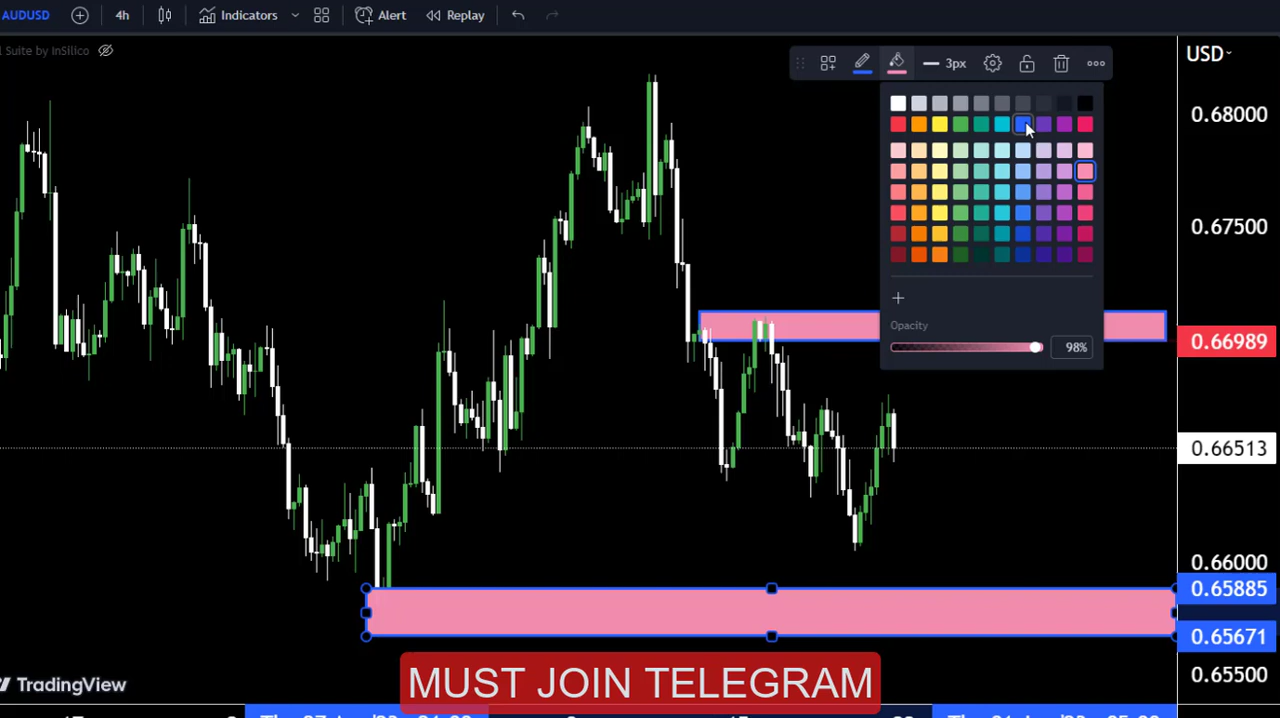 AUDUSD
4h
Indicators
Alert
Replay
l Suite by InSilico
3px
USD
0.68000
0.67500
Opacity
98%
0.66989
0.66513
0.66000
0.65885
0.65671
0.65500
TradingView
MUST JOIN TELEGRAM